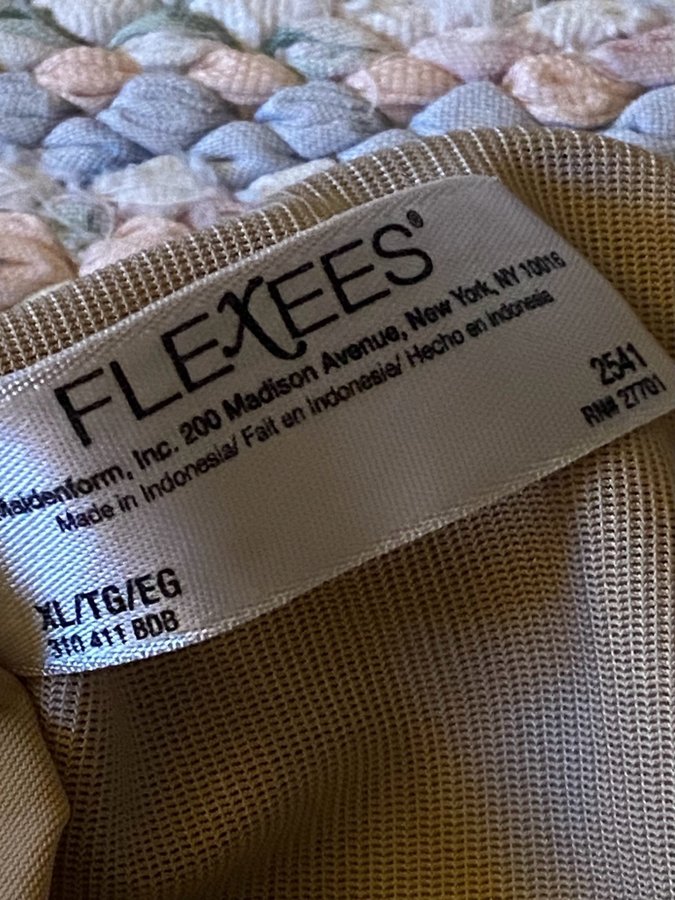 FLEXEES®
Maidenform, Inc. 200 Madison Avenue, New York, NY 10016
Made in Indonesia/ Fait en Indonesie/ Hecho en Indonesia
2541
RN# 27701
XL/TG/EG
310 411 BDB